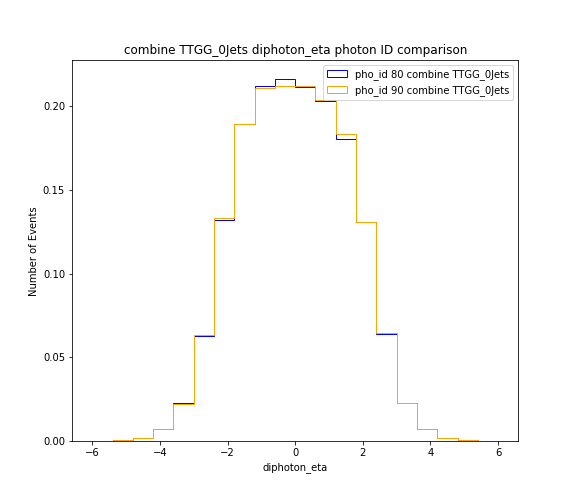 combine TTGG_0Jets diphoton_eta photon ID comparison
pho_id 80 combine TTGG_0Jets
pho_id 90 combine TTGG_0Jets
Number of Events
0.20
0.15
0.10
0.05
0.00
−6 −4 −2 0 2 4 6
diphoton_eta